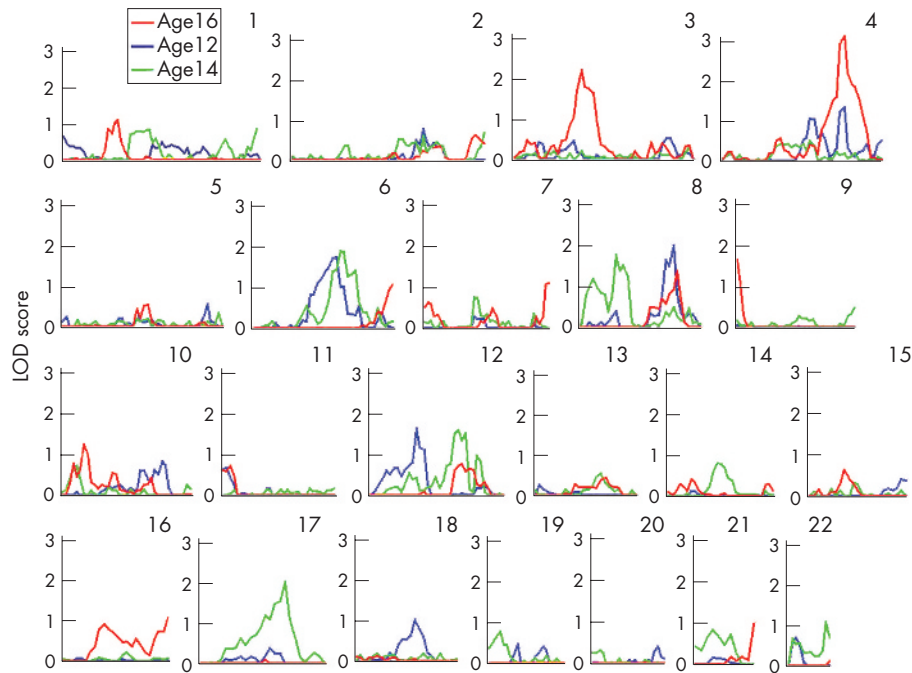 Age16
Age12
Age14
1 2 3 4
3 3 3 3
2 2 2 2
1 1 1 1
0 0 0 0
5 6 7 8 9
3 3 3 3 3
2 2 2 2 2
1 1 1 1 1
0 0 0 0 0
LOD score
10 11 12 13 14 15
3 3 3 3 3 3
2 2 2 2 2 2
1 1 1 1 1 1
0 0 0 0 0 0
16 17 18 19 20 21 22
3 3 3 3 3 3 3
2 2 2 2 2 2 2
1 1 1 1 1 1 1
0 0 0 0 0 0 0